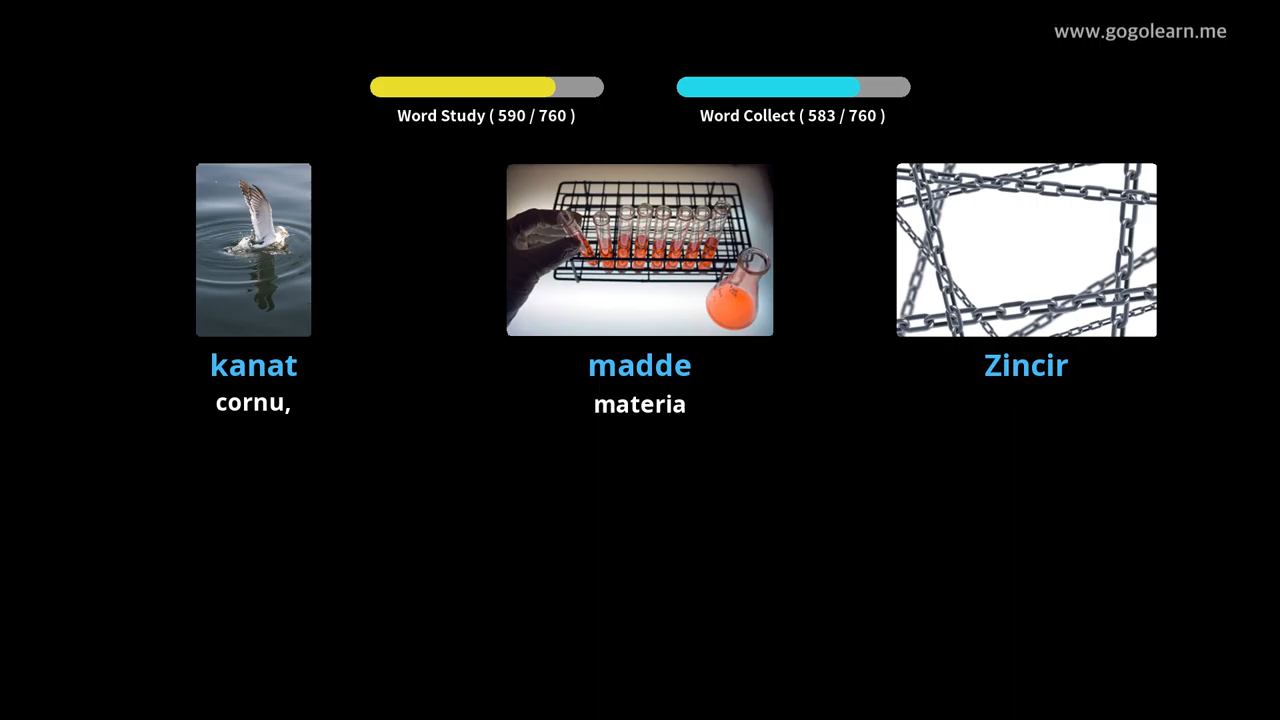 www.gogolearn.me
Word Study ( 590 / 760 )
Word Collect ( 583 / 760 )
kanat
madde
Zincir
cornu,
materia